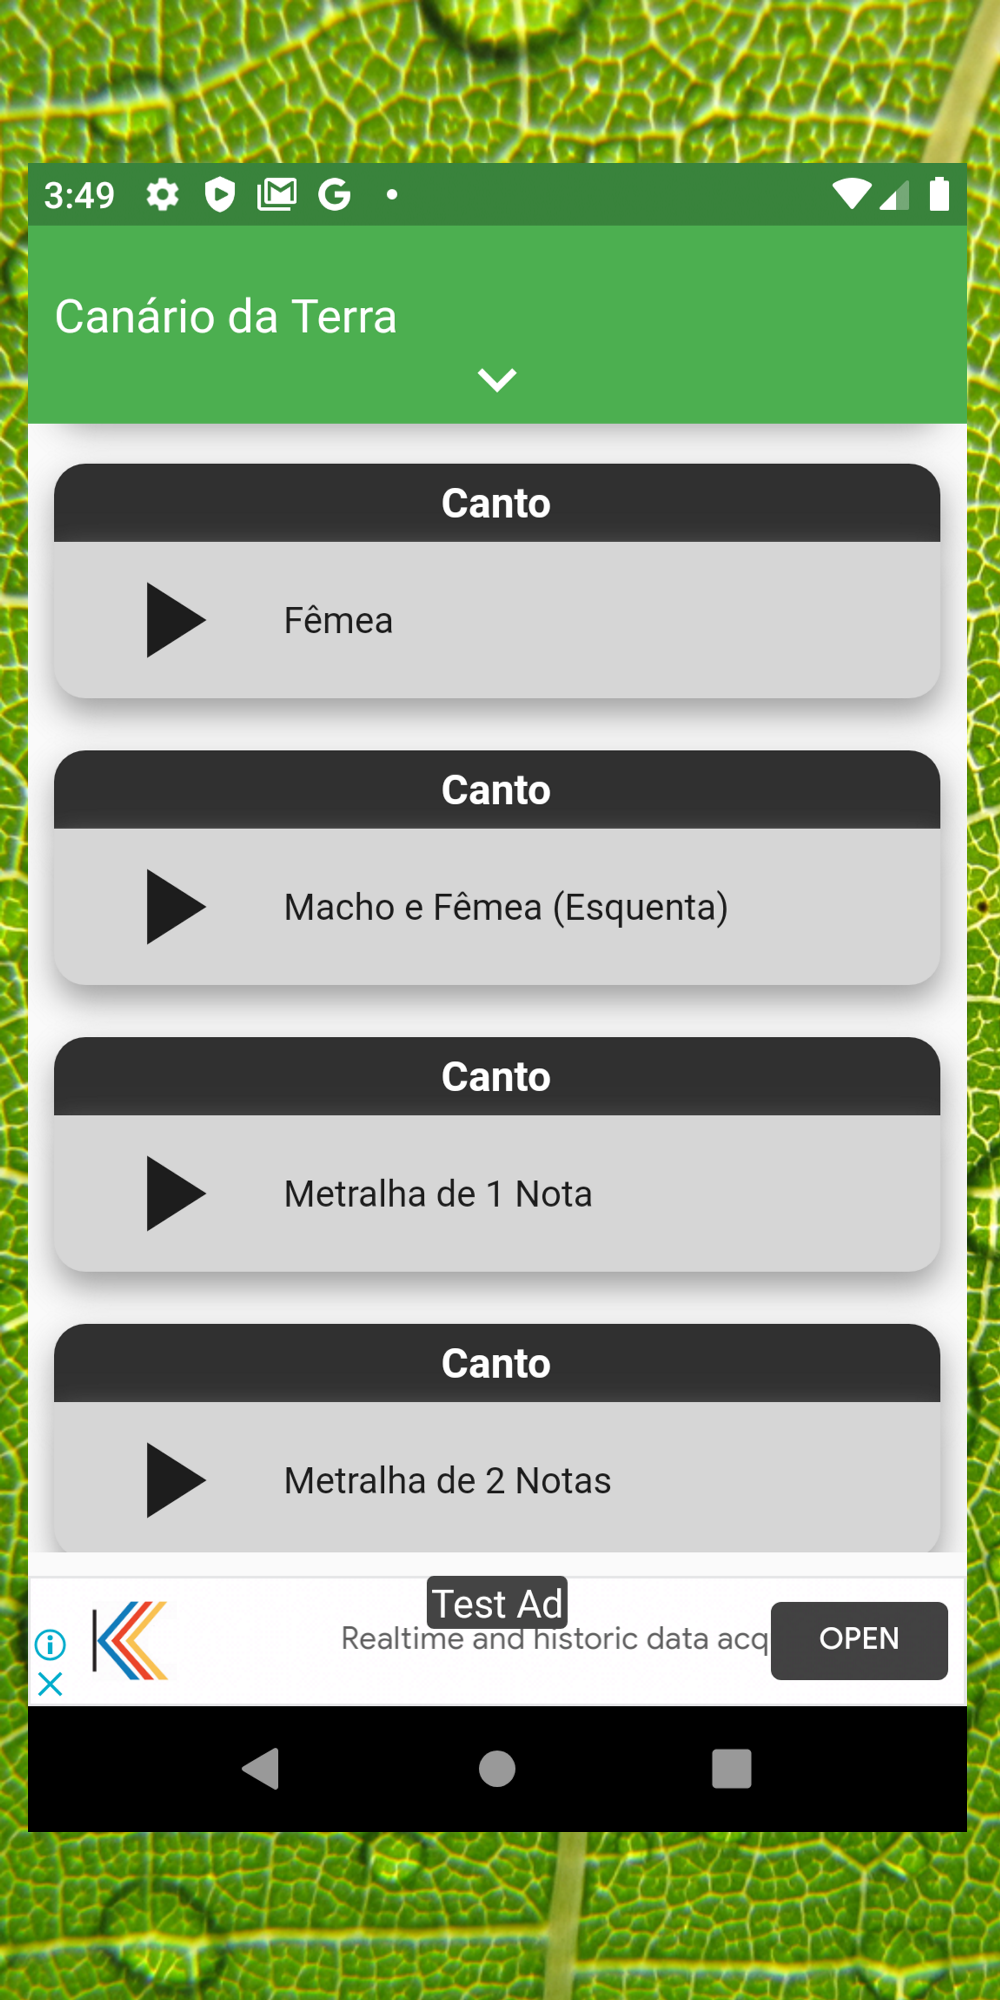 3:49
Canário da Terra
Canto
Fêmea
Canto
Macho e Fêmea (Esquenta)
Canto
Metralha de 1 Nota
Canto
Metralha de 2 Notas
Test Ad
Realtime and historic data acq
OPEN